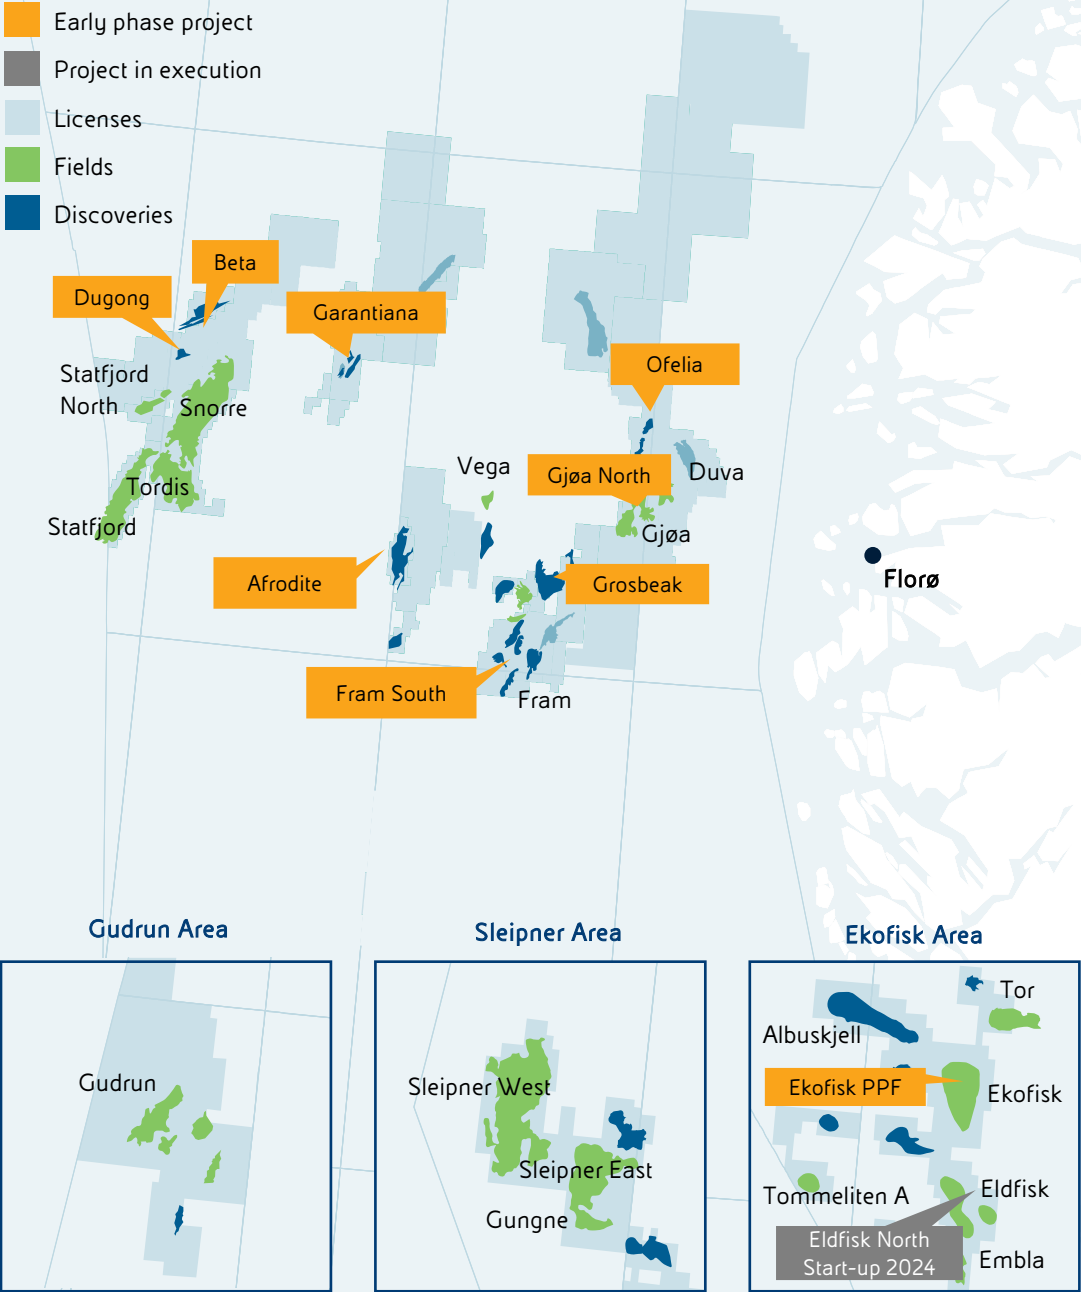 Early phase project
Project in execution
Licenses
Fields
Discoveries
Beta
Dugong
Garantiana
Statfjord
North
Snorre
Ofelia
Vega
Gjøa North
Duva
Tordis
Statfjord
Gjøa
Afrodite
Grosbeak
Florø
Fram South
Fram
Gudrun Area
Sleipner Area
Ekofisk Area
Gudrun
Sleipner West
Sleipner East
Gungne
Tor
Albuskjell
Ekofisk PPF
Ekofisk
Tommeliten A
Eldfisk
Eldfisk North
Start-up 2024
Embla